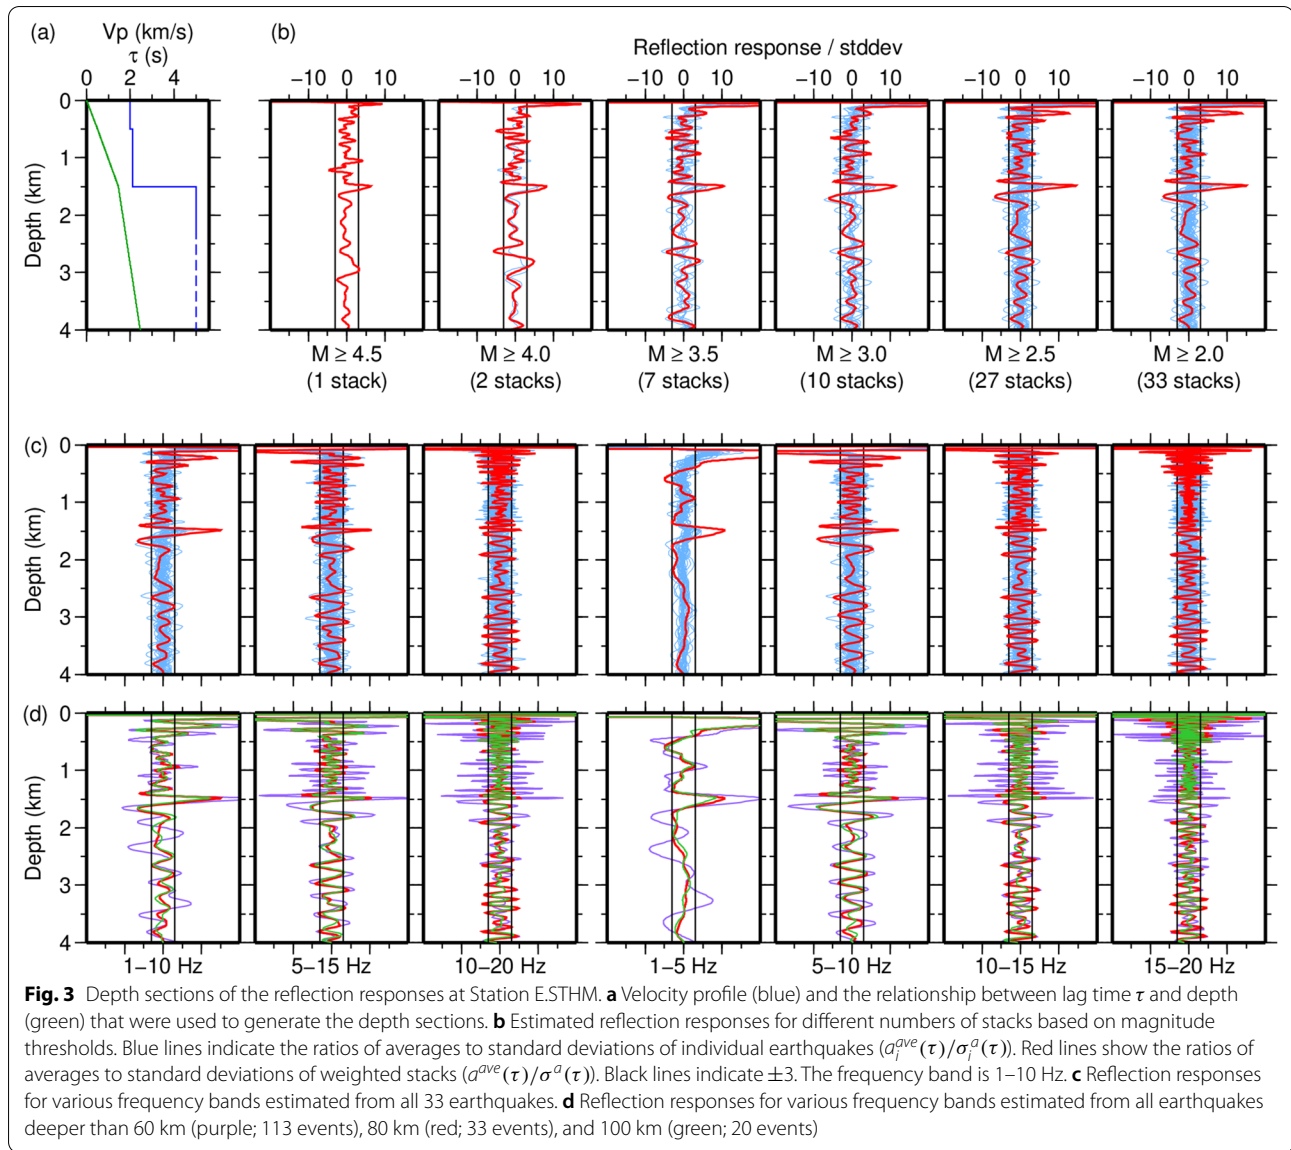 (a) Vp (km/s) (b) Reflection response / stddev
τ (s)
0 2 4 −10 0 10 −10 0 10 −10 0 10 −10 0 10 −10 0 10 −10 0 10
0
1
2
3
4
Depth (km)
M ≥ 4.5 M ≥ 4.0 M ≥ 3.5 M ≥ 3.0 M ≥ 2.5 M ≥ 2.0
(1 stack) (2 stacks) (7 stacks) (10 stacks) (27 stacks) (33 stacks)
(c) 0
1
2
3
4
Depth (km)
(d) 0
1
2
3
4
Depth (km)
1−10 Hz 5−15 Hz 10−20 Hz 1−5 Hz 5−10 Hz 10−15 Hz 15−20 Hz
Fig. 3 Depth sections of the reflection responses at Station E.STHM. a Velocity profile (blue) and the relationship between lag time τ and depth
(green) that were used to generate the depth sections. b Estimated reflection responses for different numbers of stacks based on magnitude
thresholds. Blue lines indicate the ratios of averages to standard deviations of individual earthquakes (a_i^{ave}(τ)/σ_i^a(τ)). Red lines show the ratios of
averages to standard deviations of weighted stacks (a^{ave}(τ)/σ^a(τ)). Black lines indicate ±3. The frequency band is 1–10 Hz. c Reflection responses
for various frequency bands estimated from all 33 earthquakes. d Reflection responses for various frequency bands estimated from all earthquakes
deeper than 60 km (purple; 113 events), 80 km (red; 33 events), and 100 km (green; 20 events)